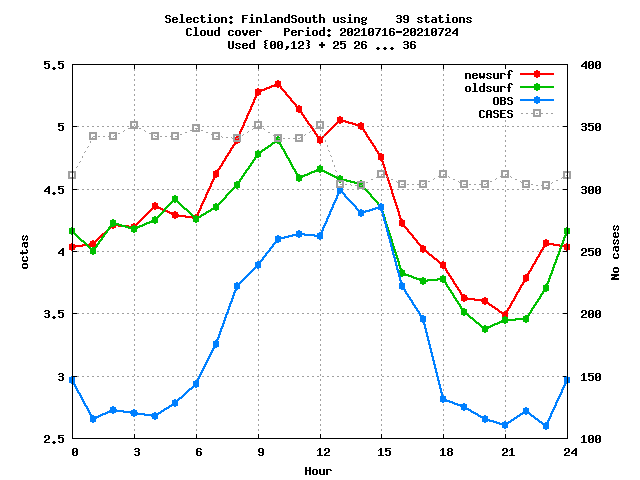 Selection: FinlandSouth using    39 stations
Cloud cover   Period: 20210716-20210724
Used {00,12} + 25 26 ... 36
5.5
5
4.5
4
3.5
3
2.5
octas
400
350
300
250
200
150
100
No cases
newsurf
oldsurf
OBS
CASES
0 3 6 9 12 15 18 21 24
Hour